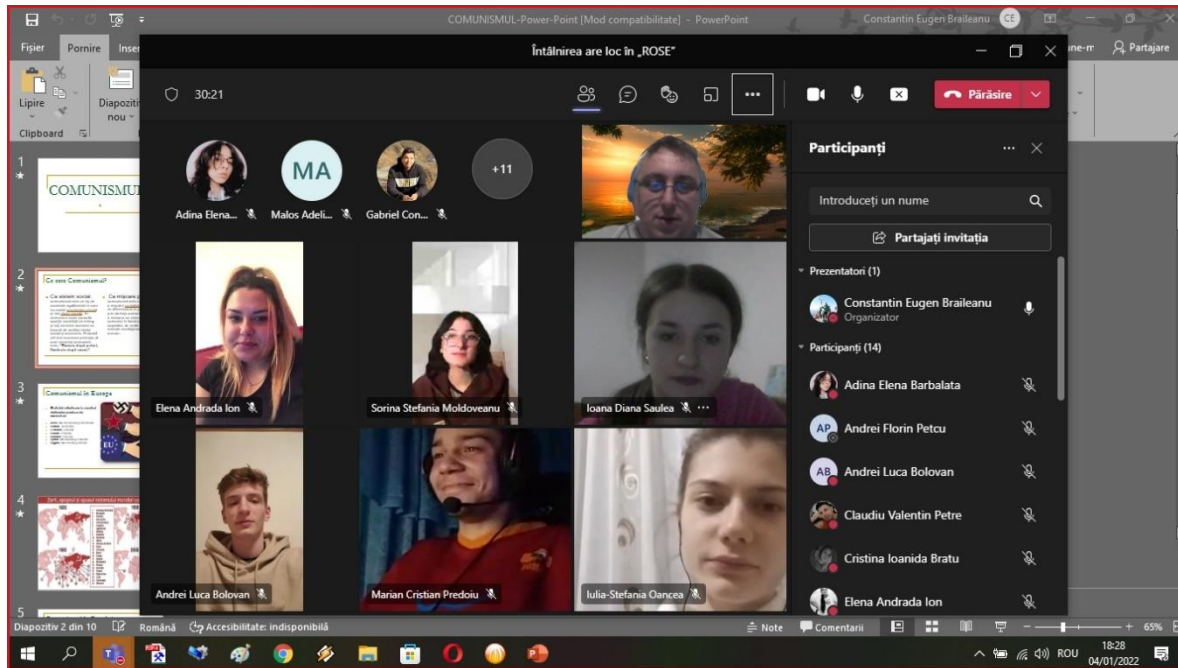 COMUNISMUL-Power-Point [Mod compatibilitate] - PowerPoint
Constantin Eugen Braileanu
CE
Fișier
Pornire
Inser
Partajare
Lipire
Diapoziti
nou
Clipboard
Întâlnirea are loc în „ROSE"
30:21
Părăsire
Adina Elena...
MA
Malos Adeli...
Gabriel Con...
+11
Elena Andrada Ion
Sorina Stefania Moldoveanu
Ioana Diana Saulea
Andrei Luca Bolovan
Marian Cristian Predoiu
Iulia-Stefania Oancea
Participanți
Introduceți un nume
Partajați invitația
Prezentatori (1)
Constantin Eugen Braileanu
Organizator
Participanți (14)
Adina Elena Barbalata
AP
Andrei Florin Petcu
AB
Andrei Luca Bolovan
Claudiu Valentin Petre
Cristina Ioanida Bratu
Elena Andrada Ion
1
COMUNISMUL
2
Ce este Comunismul?
3
Comunismul în Europa
EU
4
5
Diapozitiv 2 din 10
Română
Accesibilitate: indisponibilă
Note
Comentarii
65%
ROU
18:28
04/01/2022